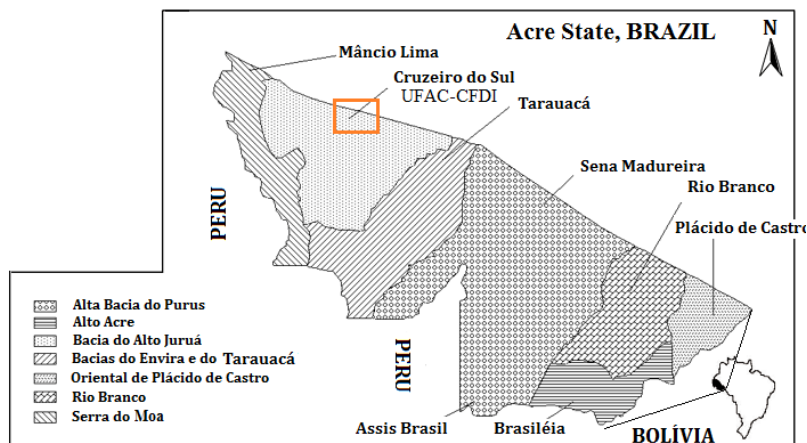 Acre State, BRAZIL
N
Mâncio Lima
Cruzeiro do Sul
UFAC-CFDI
Tarauacá
Sena Madureira
Rio Branco
Plácido de Castro
PERU
PERU
Alta Bacia do Purus
Alto Acre
Bacia do Alto Juruá
Bacias do Envira e do Tarauacá
Oriental de Plácido de Castro
Rio Branco
Serra do Moa
Assis Brasil
Brasiléia
BOLÍVIA